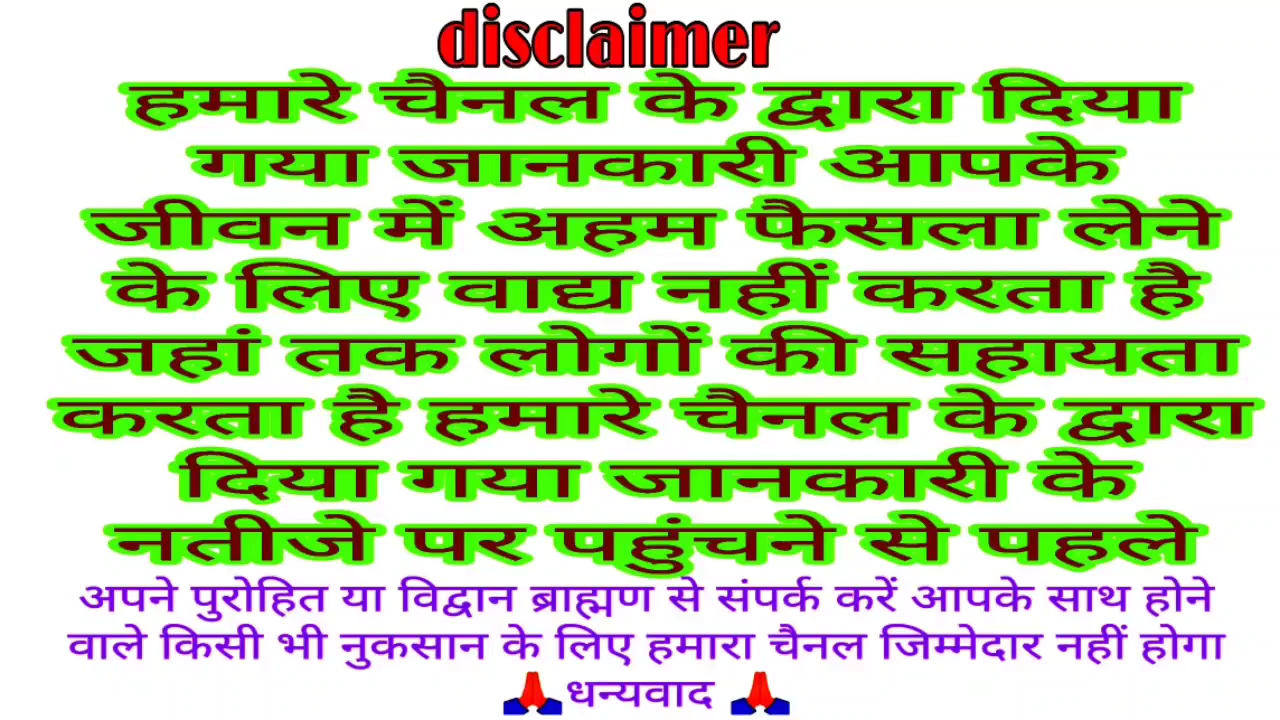 disclaimer
हमारे चैनल के द्वारा दिया
गया जानकारी आपके
जीवन में अहम फैसला लेने
के लिए वाद्य नहीं करता है
जहां तक लोगों की सहायता
करता है हमारे चैनल के द्वारा
दिया गया जानकारी के
नतीजे पर पहुंचने से पहले
अपने पुरोहित या विद्वान ब्राह्मण से संपर्क करें आपके साथ होने
वाले किसी भी नुकसान के लिए हमारा चैनल जिम्मेदार नहीं होगा
🙏धन्यवाद 🙏